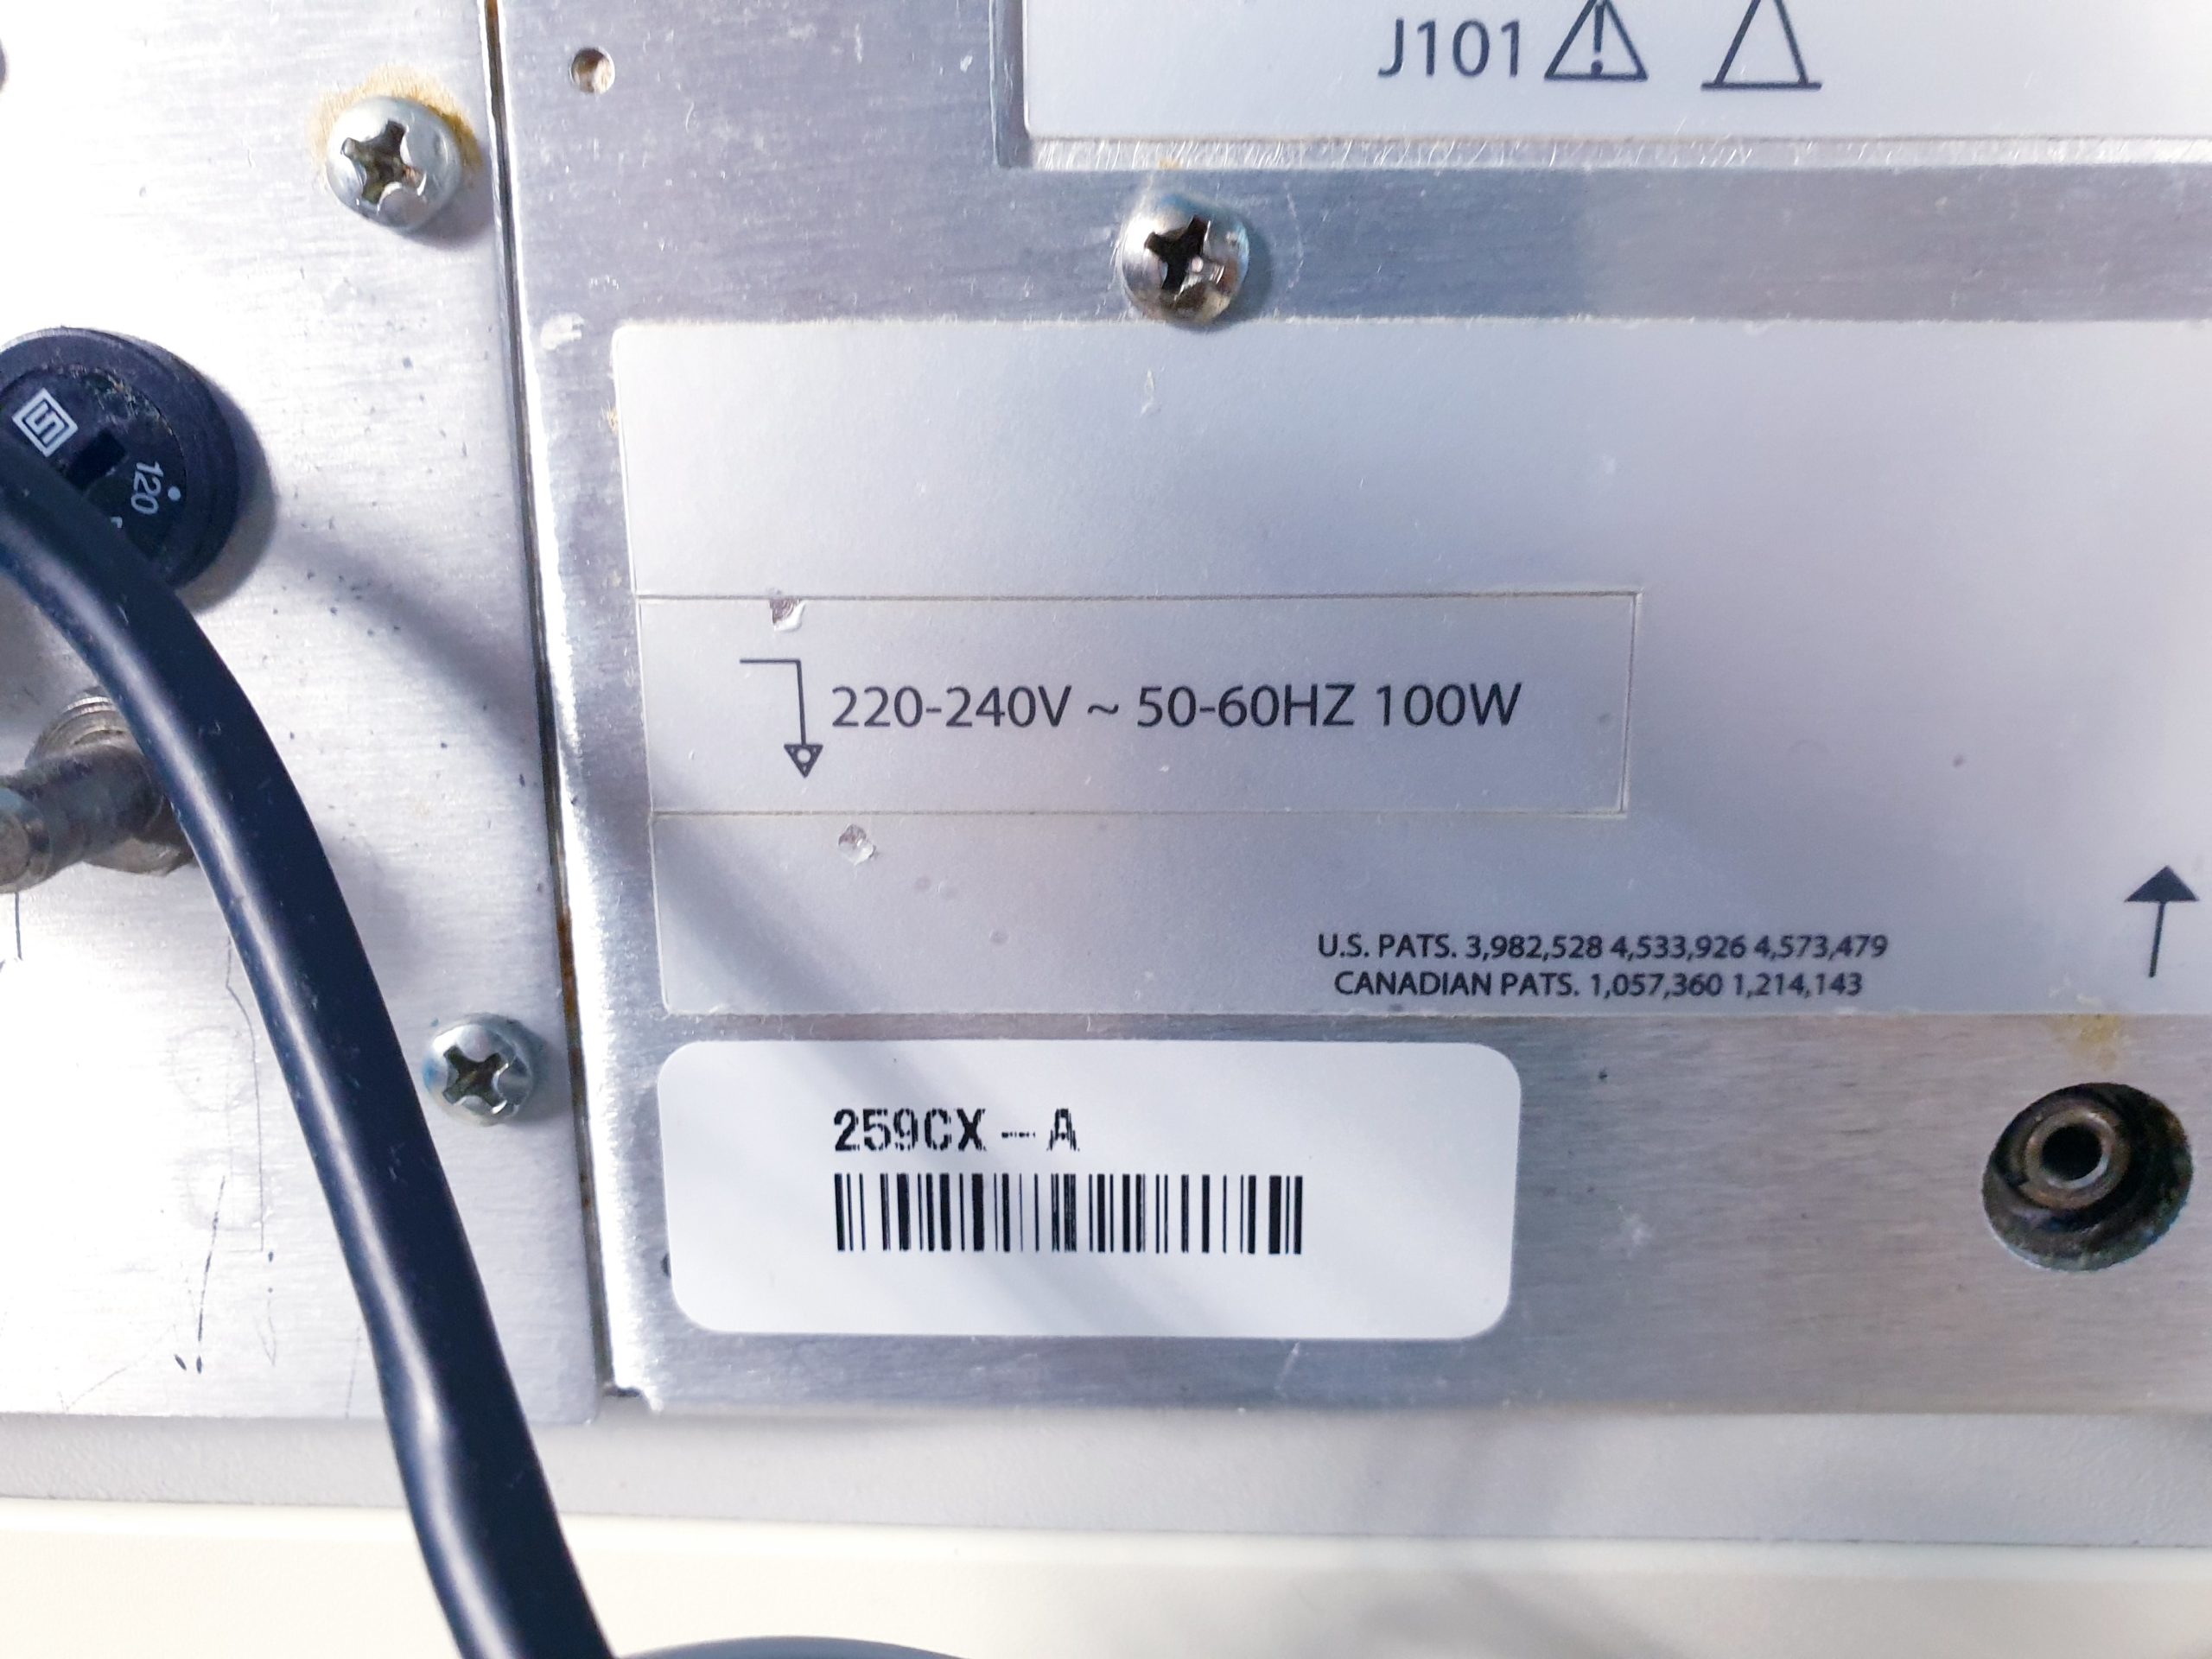 J101
120
220-240V ~ 50-60HZ 100W
U.S. PATS. 3,982,528 4,533,926 4,573,479
CANADIAN PATS. 1,057,360 1,214,143
259CX - A